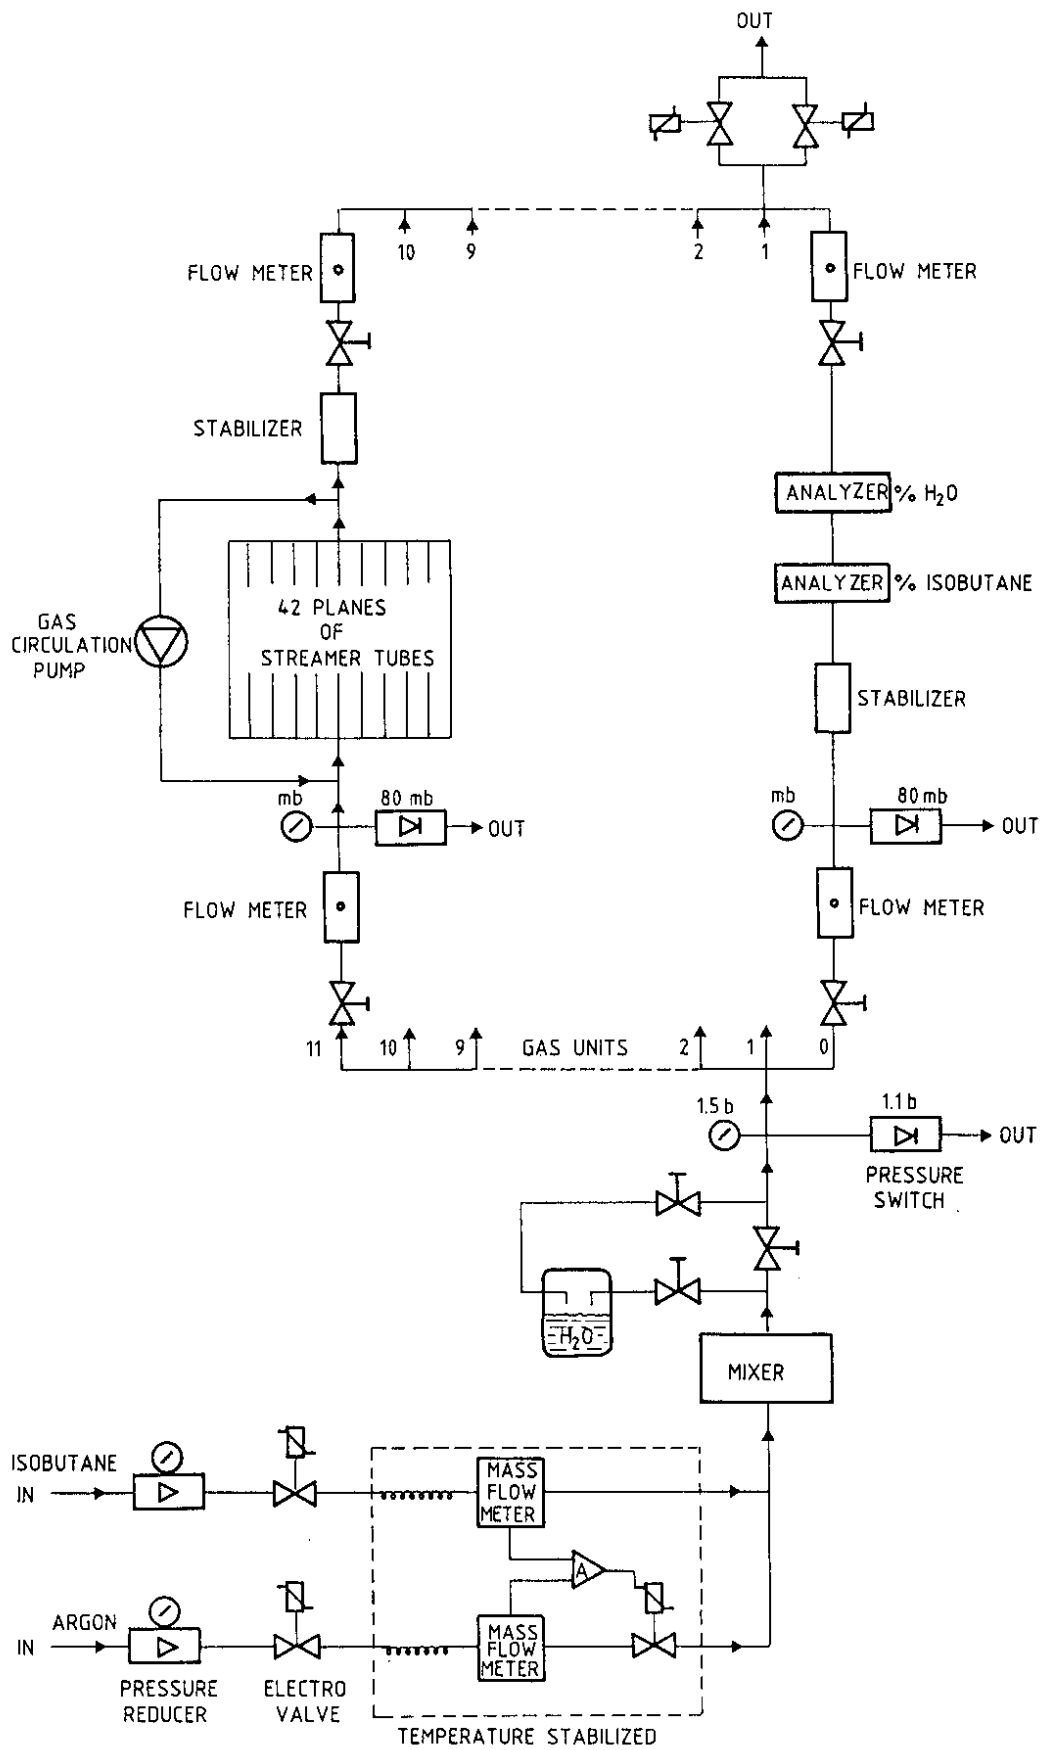 OUT
10
9
2
1
FLOW METER
FLOW METER
STABILIZER
ANALYZER % H₂O
ANALYZER % ISOBUTANE
42 PLANES
OF
STREAMER TUBES
GAS
CIRCULATION
PUMP
STABILIZER
mb
80 mb
OUT
mb
80 mb
OUT
FLOW METER
FLOW METER
11
10
9
GAS UNITS
2
1
0
1.5 b
1.1 b
OUT
PRESSURE
SWITCH
H₂O
MIXER
ISOBUTANE
IN
MASS
FLOW
METER
A
ARGON
IN
MASS
FLOW
METER
PRESSURE
REDUCER
ELECTRO
VALVE
TEMPERATURE STABILIZED